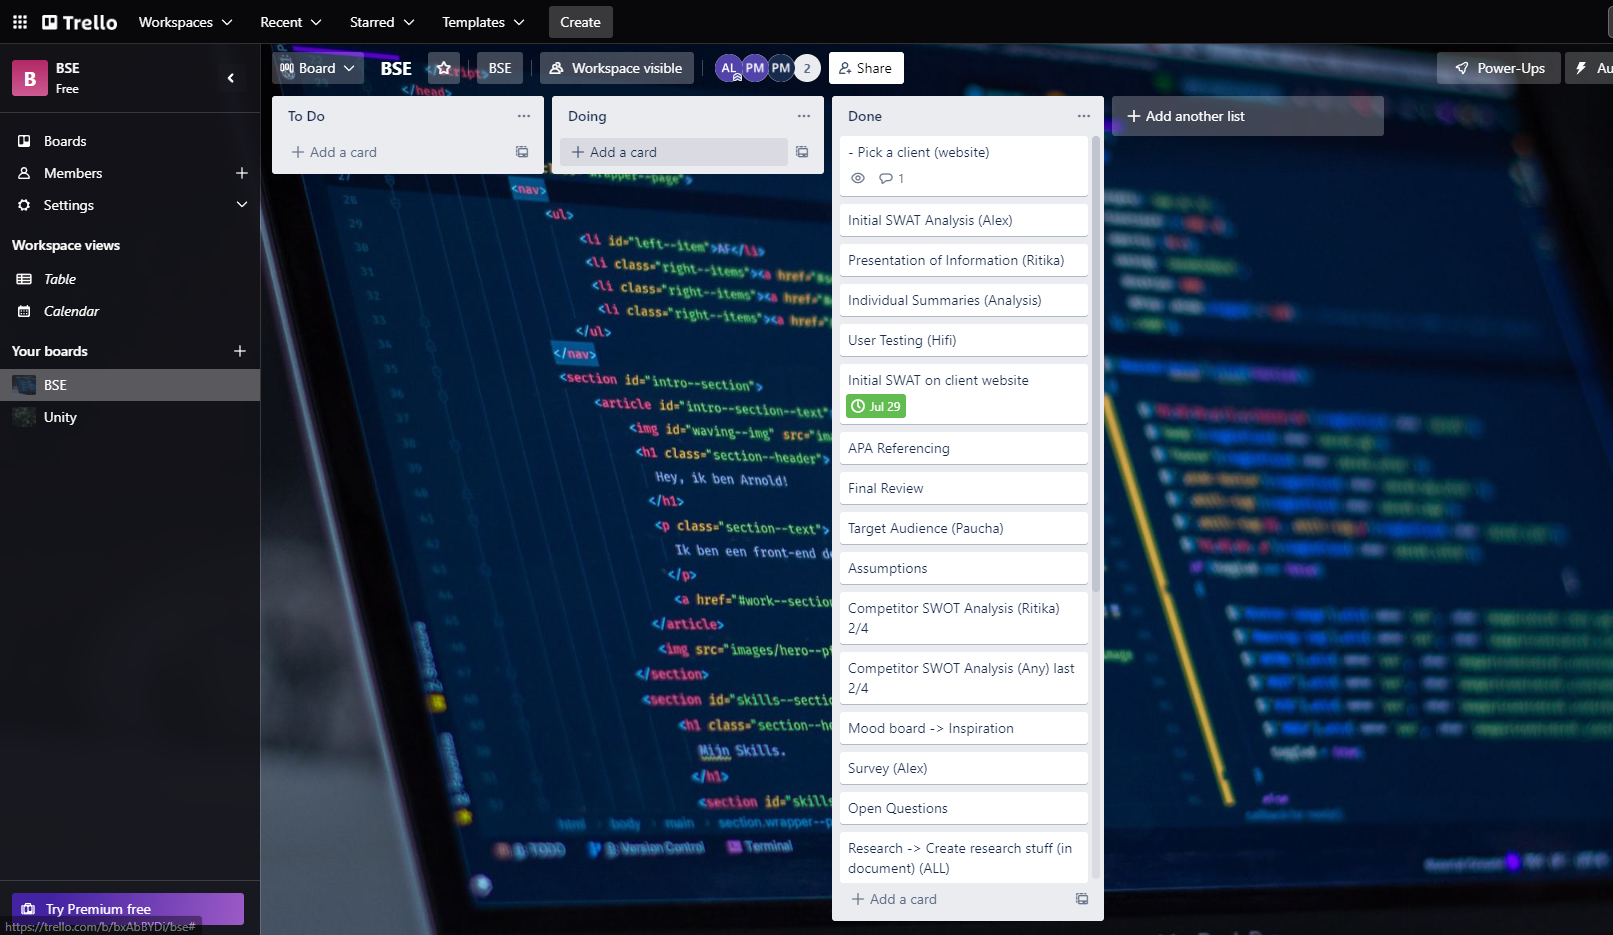 Trello
Workspaces
Recent
Starred
Templates
Create
B
BSE
Free
Boards
Members
Settings
Workspace views
Table
Calendar
Your boards
BSE
Unity
Try Premium free
https://trello.com/b/bxAbBYDi/bse#
Board
BSE
BSE
Workspace visible
AL
PM
PM
2
Share
Power-Ups
Au
To Do
Add a card
Doing
Add a card
Done
- Pick a client (website)
1
Initial SWAT Analysis (Alex)
Presentation of Information (Ritika)
Individual Summaries (Analysis)
User Testing (Hifi)
Initial SWAT on client website
Jul 29
APA Referencing
Final Review
Target Audience (Paucha)
Assumptions
Competitor SWOT Analysis (Ritika)
2/4
Competitor SWOT Analysis (Any) last
2/4
Mood board -> Inspiration
Survey (Alex)
Open Questions
Research -> Create research stuff (in
document) (ALL)
Add a card
Add another list
</head>
<nav>
<ul>
<li id="left--item">AF</li>
<li class="right--items"><a href="
<li class="right--items"><a href
<li class="right--items"><a href=
</ul>
</nav>
<section id="intro--section">
<article id="intro--section--text"
<img id="waving--img" src="im
<h1 class="section--header">
Hey, ik ben Arnold!
</h1>
<p class="section--text">
Ik ben een front-end de
</p>
<a href="#work--section
</article>
<img src="images/hero--p
</section>
<section id="skills--section
<h1 class="section--he
Mijn Skills.
</h1>
<section id="skills
html body main section.wrapper--p
TODO
Version Control
Terminal